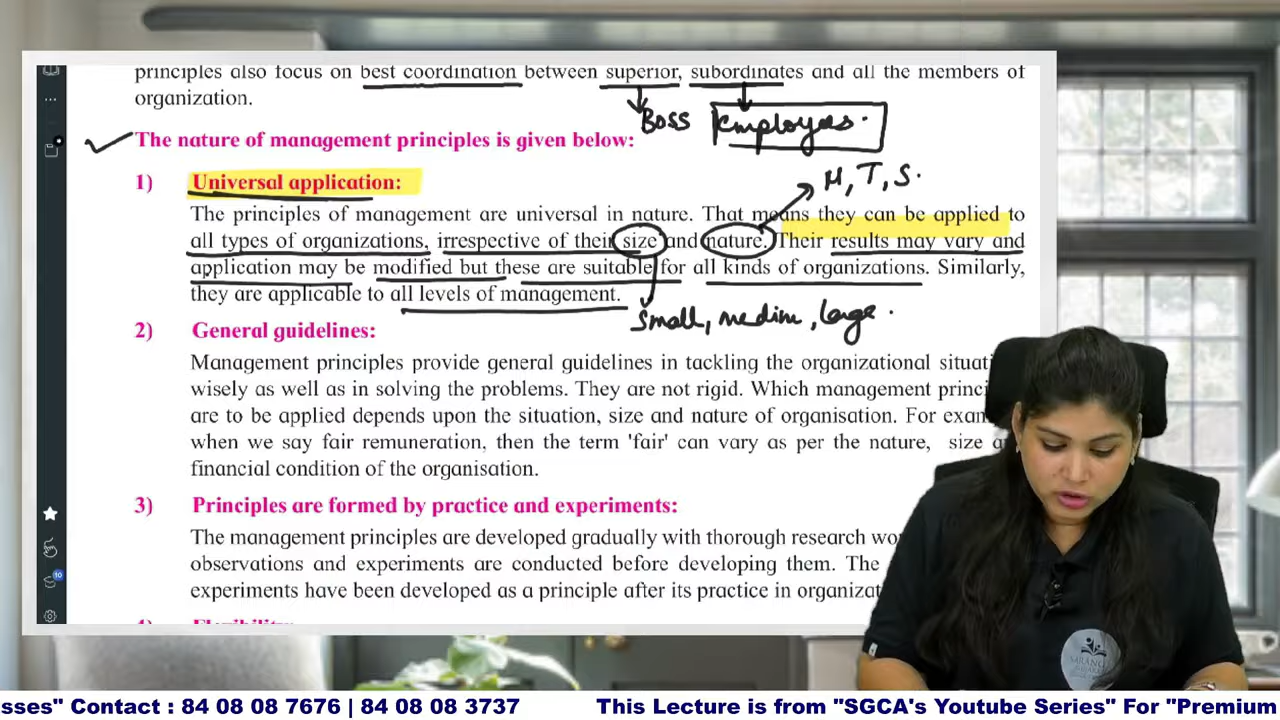 principles also focus on best coordination between superior, subordinates and all the members of
organization.
Boss
Employees.
The nature of management principles is given below:
M, T, S.
1) Universal application:
The principles of management are universal in nature. That means they can be applied to
all types of organizations, irrespective of their size and nature. Their results may vary and
application may be modified but these are suitable for all kinds of organizations. Similarly,
they are applicable to all levels of management.
Small, medium, large.
2) General guidelines:
Management principles provide general guidelines in tackling the organizational
wisely as well as in solving the problems. They are not rigid. Which management
are to be applied depends upon the situation, size and nature of organisation. For
when we say fair remuneration, then the term 'fair' can vary as per the nature, size
financial condition of the organisation.
3) Principles are formed by practice and experiments:
The management principles are developed gradually with thorough research
observations and experiments are conducted before developing them. The
experiments have been developed as a principle after its practice in
10
sses" Contact : 84 08 08 7676 | 84 08 08 3737 This Lecture is from "SGCA's Youtube Series" For "Premium